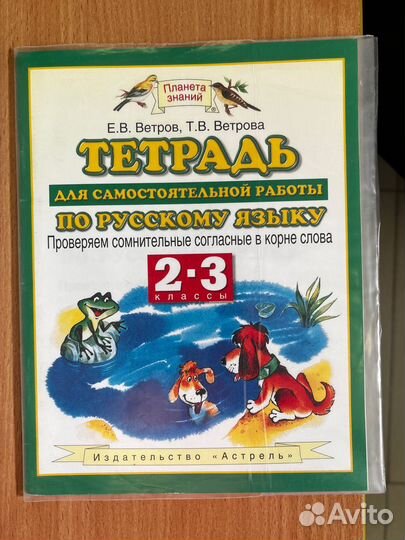 Планета
знаний
Е.В. Ветров, Т.В. Ветрова
ТЕТРАДЬ
ДЛЯ САМОСТОЯТЕЛЬНОЙ РАБОТЫ
ПО РУССКОМУ ЯЗЫКУ
Проверяем сомнительные согласные в корне слова
2·3
КЛАССЫ
Издательство «Астрель»
Avito